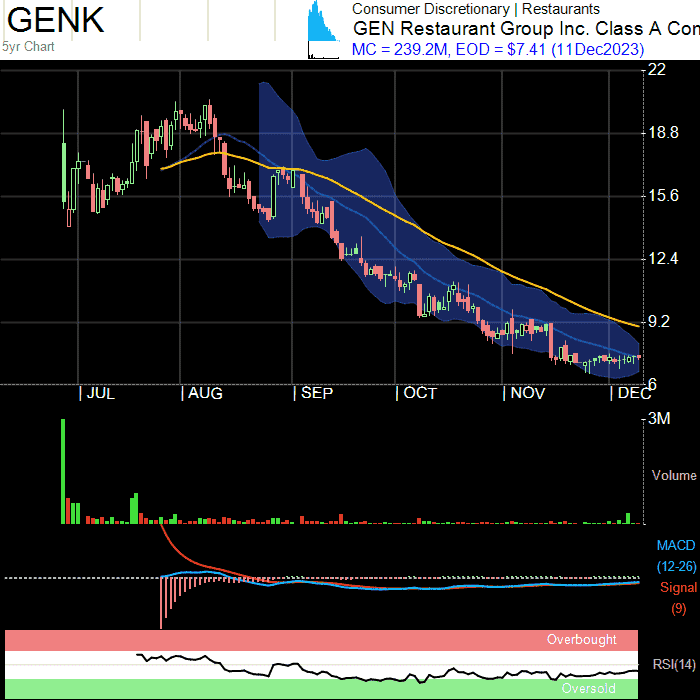 GENK
5yr Chart
Consumer Discretionary | Restaurants
GEN Restaurant Group Inc. Class A Con
MC = 239.2M, EOD = $7.41 (11Dec2023)
22
18.8
15.6
12.4
9.2
6
| JUL | AUG | SEP | OCT | NOV | DEC
3M
Volume
MACD
(12-26)
Signal
(9)
Overbought
RSI(14)
Oversold